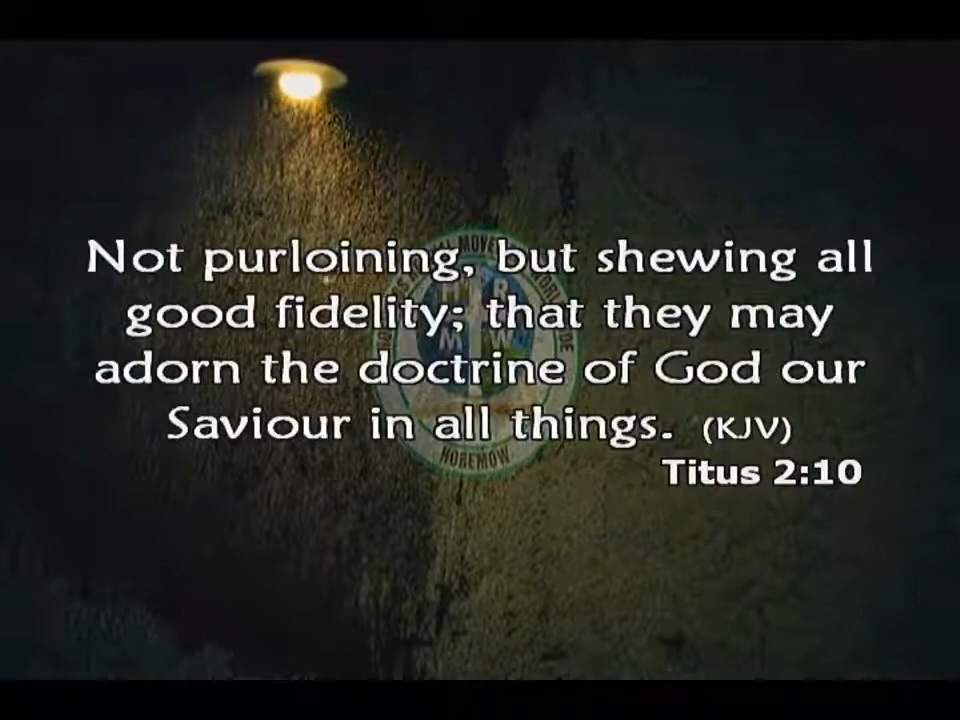 Not purloining, but shewing all
good fidelity; that they may
adorn the doctrine of God our
Saviour in all things. (KJV)
Titus 2:10
HOREMOW